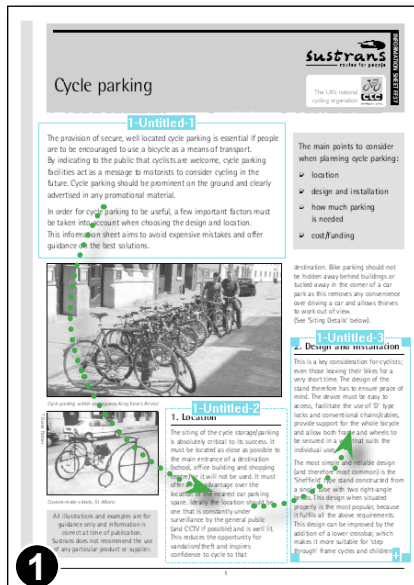 INFORMATION SHEET FF37
sustrans
routes for people
Cycle parking
The UK's national
cycling organisation
CTC
1-Untitled-1
The provision of secure, well located cycle parking is essential if people
are to be encouraged to use a bicycle as a means of transport.
By indicating to the public that cyclists are welcome, cycle parking
facilities act as a message to motorists to consider cycling in the
future. Cycle parking should be prominent on the ground and clearly
advertised in any promotional material.
In order for cycle parking to be useful, a few important factors must
be taken into account when choosing the design and location.
This information sheet aims to avoid expensive mistakes and offer
guidance on the best solutions.
The main points to consider
when planning cycle parking:
location
design and installation
how much parking
is needed
cost/funding
Cycle parking within carriageway King Street, Bristol
Custom-made stands, St Albans
All illustrations and examples are for
guidance only and information is
correct at time of publication.
Sustrans does not recommend the use
of any particular product or supplier.
1-Untitled-2
1. Location
The siting of the cycle storage/parking
is absolutely critical to its success. It
must be located as close as possible to
the main entrance of a destination
(school, office building and shopping
or it will not be used. It must
offer advantage over the
location of the nearest car parking
space. Ideally the location should be
one that is constantly under
surveillance by the general public
(and CCTV if possible) and is well lit.
This reduces the opportunity for
vandalism/theft and inspires
confidence to cycle to that
destination. Bike parking should not
be hidden away behind buildings or
tucked away in the corner of a car
park as this removes any convenience
over driving a car and allows thieves
to work out of view.
(See 'Siting Details' below).
1-Untitled-3
2. Design and installation
This is a key consideration for cyclists;
even those leaving their bikes for a
very short time. The design of the
stand therefore has to ensure peace of
mind. The device must be easy to
access, facilitate the use of 'D' type
locks and conventional chains/cables,
provide support for the whole bicycle
and allow both frame and wheels to
be secured in a way that suits the
individual user.
The most simple and reliable design
(and therefore most common) is the
'Sheffield' type stand constructed from
a single tube with two right-angle
bends. This design when situated
properly is the most popular, because
it fulfils all the above requirements.
This design can be improved by the
addition of a lower crossbar, which
makes it more suitable for 'step
through' frame cycles and children's
1
1